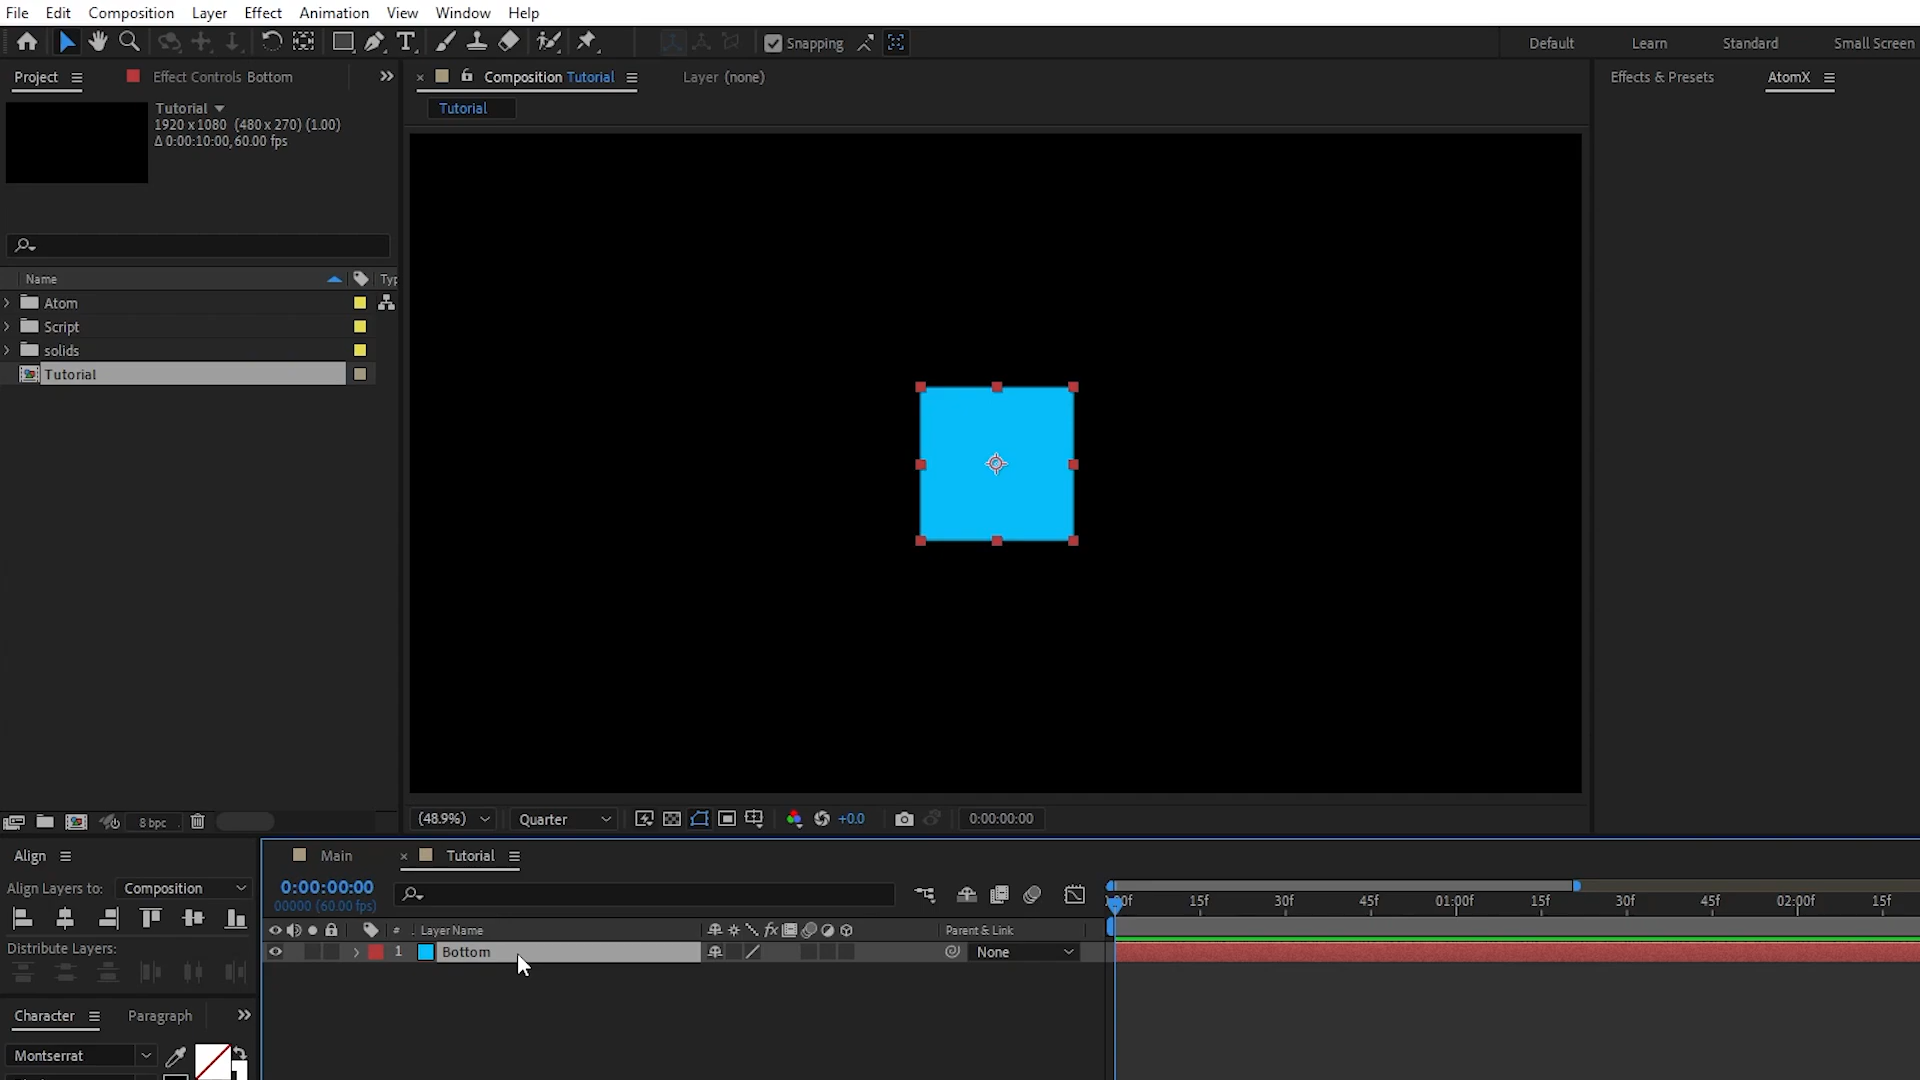 File Edit Composition Layer Effect Animation View Window Help
Snapping
Default Learn Standard Small Screen
Project Effect Controls Bottom
Composition Tutorial
Layer (none)
Effects & Presets
AtomX
Tutorial
Tutorial
1920 x 1080 (480 x 270) (1.00)
Δ 0:00:10:00, 60.00 fps
Name Typ
Atom
Script
solids
Tutorial
8 bpc
(48.9%) Quarter +0.0 0:00:00:00
Align
Align Layers to: Composition
Distribute Layers:
Character Paragraph
Montserrat
Main Tutorial
0:00:00:00
00000 (60.00 fps)
# Layer Name fx Parent & Link
1 Bottom None
00f 15f 30f 45f 01:00f 15f 30f 45f 02:00f 15f